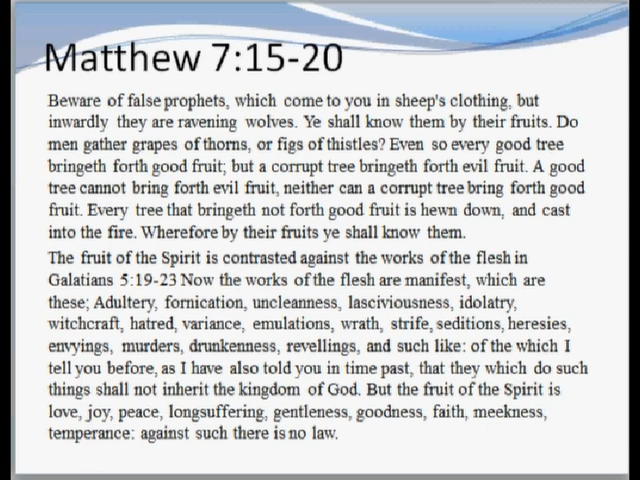 Matthew 7:15-20
Beware of false prophets, which come to you in sheep's clothing, but
inwardly they are ravening wolves. Ye shall know them by their fruits. Do
men gather grapes of thorns, or figs of thistles? Even so every good tree
bringeth forth good fruit; but a corrupt tree bringeth forth evil fruit. A good
tree cannot bring forth evil fruit, neither can a corrupt tree bring forth good
fruit. Every tree that bringeth not forth good fruit is hewn down, and cast
into the fire. Wherefore by their fruits ye shall know them.
The fruit of the Spirit is contrasted against the works of the flesh in
Galatians 5:19-23 Now the works of the flesh are manifest, which are
these; Adultery, fornication, uncleanness, lasciviousness, idolatry,
witchcraft, hatred, variance, emulations, wrath, strife, seditions, heresies,
envyings, murders, drunkenness, revellings, and such like: of the which I
tell you before, as I have also told you in time past, that they which do such
things shall not inherit the kingdom of God. But the fruit of the Spirit is
love, joy, peace, longsuffering, gentleness, goodness, faith, meekness,
temperance: against such there is no law.